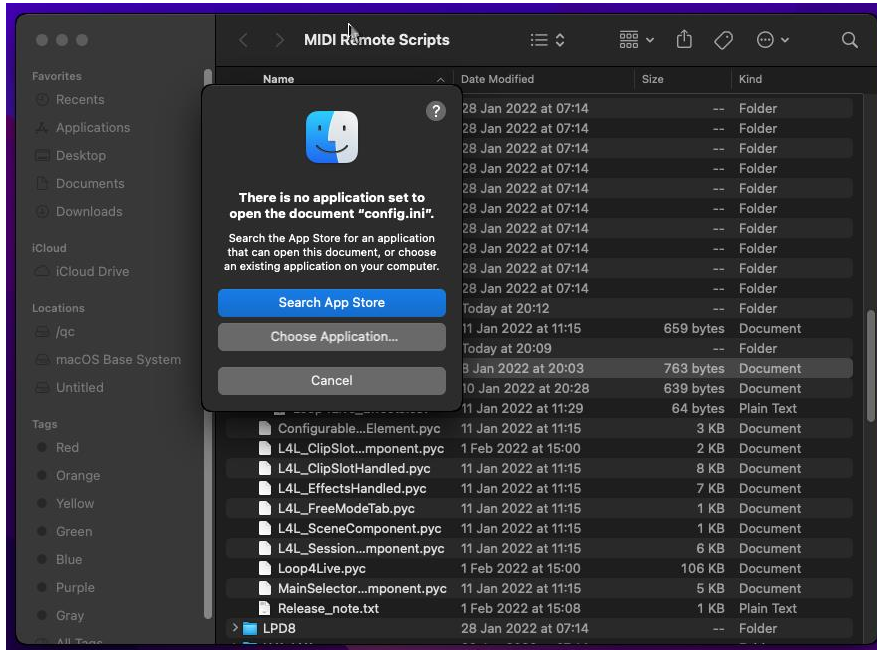 MIDI Remote Scripts
Favorites
Recents
Applications
Desktop
Documents
Downloads
iCloud
iCloud Drive
Locations
/qc
macOS Base System
Untitled
Tags
Red
Orange
Yellow
Green
Blue
Purple
Gray
All Tags
?
There is no application set to
open the document “config.ini”.
Search the App Store for an application
that can open this document, or choose
an existing application on your computer.
Search App Store
Choose Application...
Cancel
Name Date Modified Size Kind
28 Jan 2022 at 07:14 -- Folder
28 Jan 2022 at 07:14 -- Folder
28 Jan 2022 at 07:14 -- Folder
28 Jan 2022 at 07:14 -- Folder
28 Jan 2022 at 07:14 -- Folder
28 Jan 2022 at 07:14 -- Folder
28 Jan 2022 at 07:14 -- Folder
28 Jan 2022 at 07:14 -- Folder
28 Jan 2022 at 07:14 -- Folder
28 Jan 2022 at 07:14 -- Folder
Today at 20:12 -- Folder
11 Jan 2022 at 11:15 659 bytes Document
Today at 20:09 -- Folder
8 Jan 2022 at 20:03 763 bytes Document
10 Jan 2022 at 20:28 639 bytes Document
11 Jan 2022 at 11:29 64 bytes Plain Text
Configurable...Element.pyc 11 Jan 2022 at 11:15 3 KB Document
L4L_ClipSlot...mponent.pyc 1 Feb 2022 at 15:00 2 KB Document
L4L_ClipSlotHandled.pyc 11 Jan 2022 at 11:15 8 KB Document
L4L_EffectsHandled.pyc 11 Jan 2022 at 11:15 7 KB Document
L4L_FreeModeTab.pyc 11 Jan 2022 at 11:15 1 KB Document
L4L_SceneComponent.pyc 11 Jan 2022 at 11:15 1 KB Document
L4L_Session...mponent.pyc 11 Jan 2022 at 11:15 6 KB Document
Loop4Live.pyc 1 Feb 2022 at 15:00 106 KB Document
MainSelector...mponent.pyc 11 Jan 2022 at 11:15 5 KB Document
Release_note.txt 1 Feb 2022 at 15:08 1 KB Plain Text
LPD8 28 Jan 2022 at 07:14 -- Folder